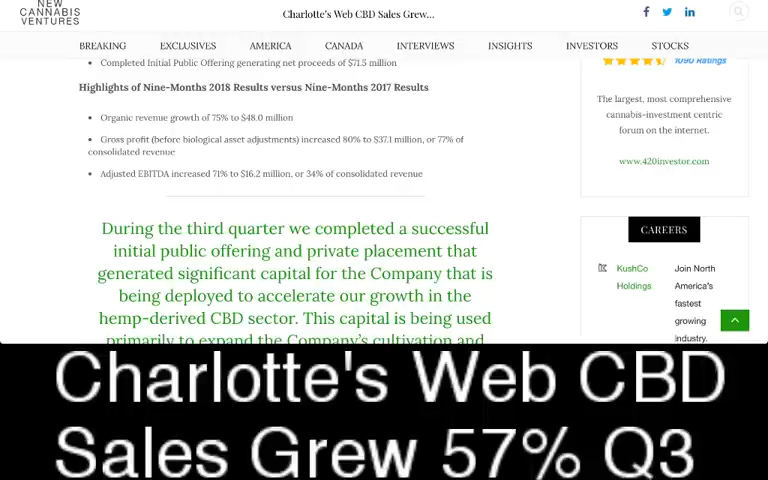 NEW
CANNABIS
VENTURES
Charlotte's Web CBD Sales Grew...
BREAKING EXCLUSIVES AMERICA CANADA INTERVIEWS INSIGHTS INVESTORS STOCKS
Completed Initial Public Offering generating net proceeds of $71.5 million
Highlights of Nine-Months 2018 Results versus Nine-Months 2017 Results
Organic revenue growth of 75% to $48.0 million
Gross profit (before biological asset adjustments) increased 80% to $37.1 million, or 77% of
consolidated revenue
Adjusted EBITDA increased 71% to $16.2 million, or 34% of consolidated revenue
During the third quarter we completed a successful
initial public offering and private placement that
generated significant capital for the Company that is
being deployed to accelerate our growth in the
hemp-derived CBD sector. This capital is being used
primarily to expand the Company's cultivation and
1090 Ratings
The largest, most comprehensive
cannabis-investment centric
forum on the internet.
www.420investor.com
CAREERS
KushCo
Holdings
Join North
America's
fastest
growing
industry.
Charlotte's Web CBD
Sales Grew 57% Q3